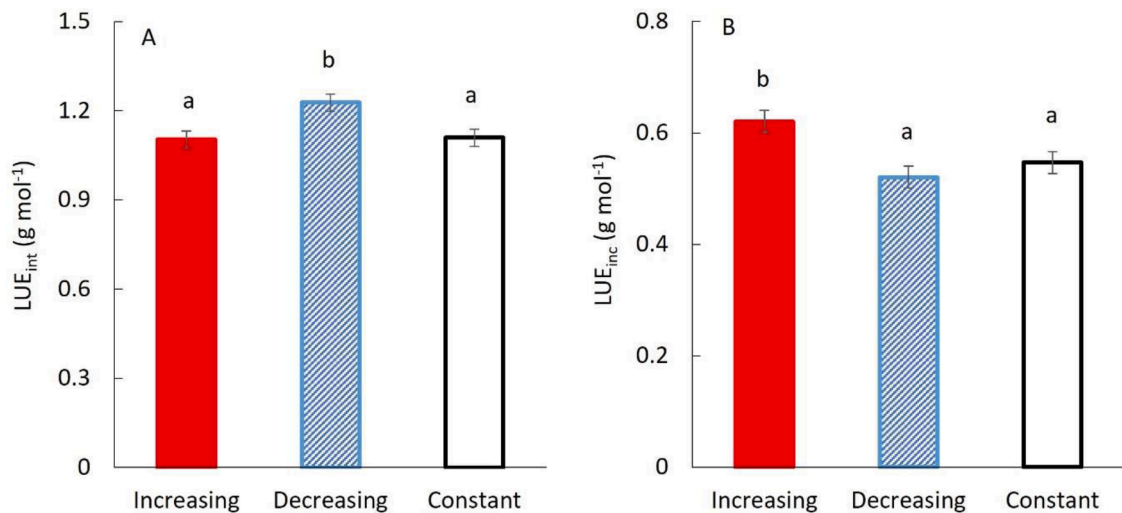 A
1.5
1.2
0.9
0.6
0.3
0
LUEint (g mol-1)
a
b
a
Increasing
Decreasing
Constant
B
0.8
0.6
0.4
0.2
0
LUEinc (g mol-1)
b
a
a
Increasing
Decreasing
Constant